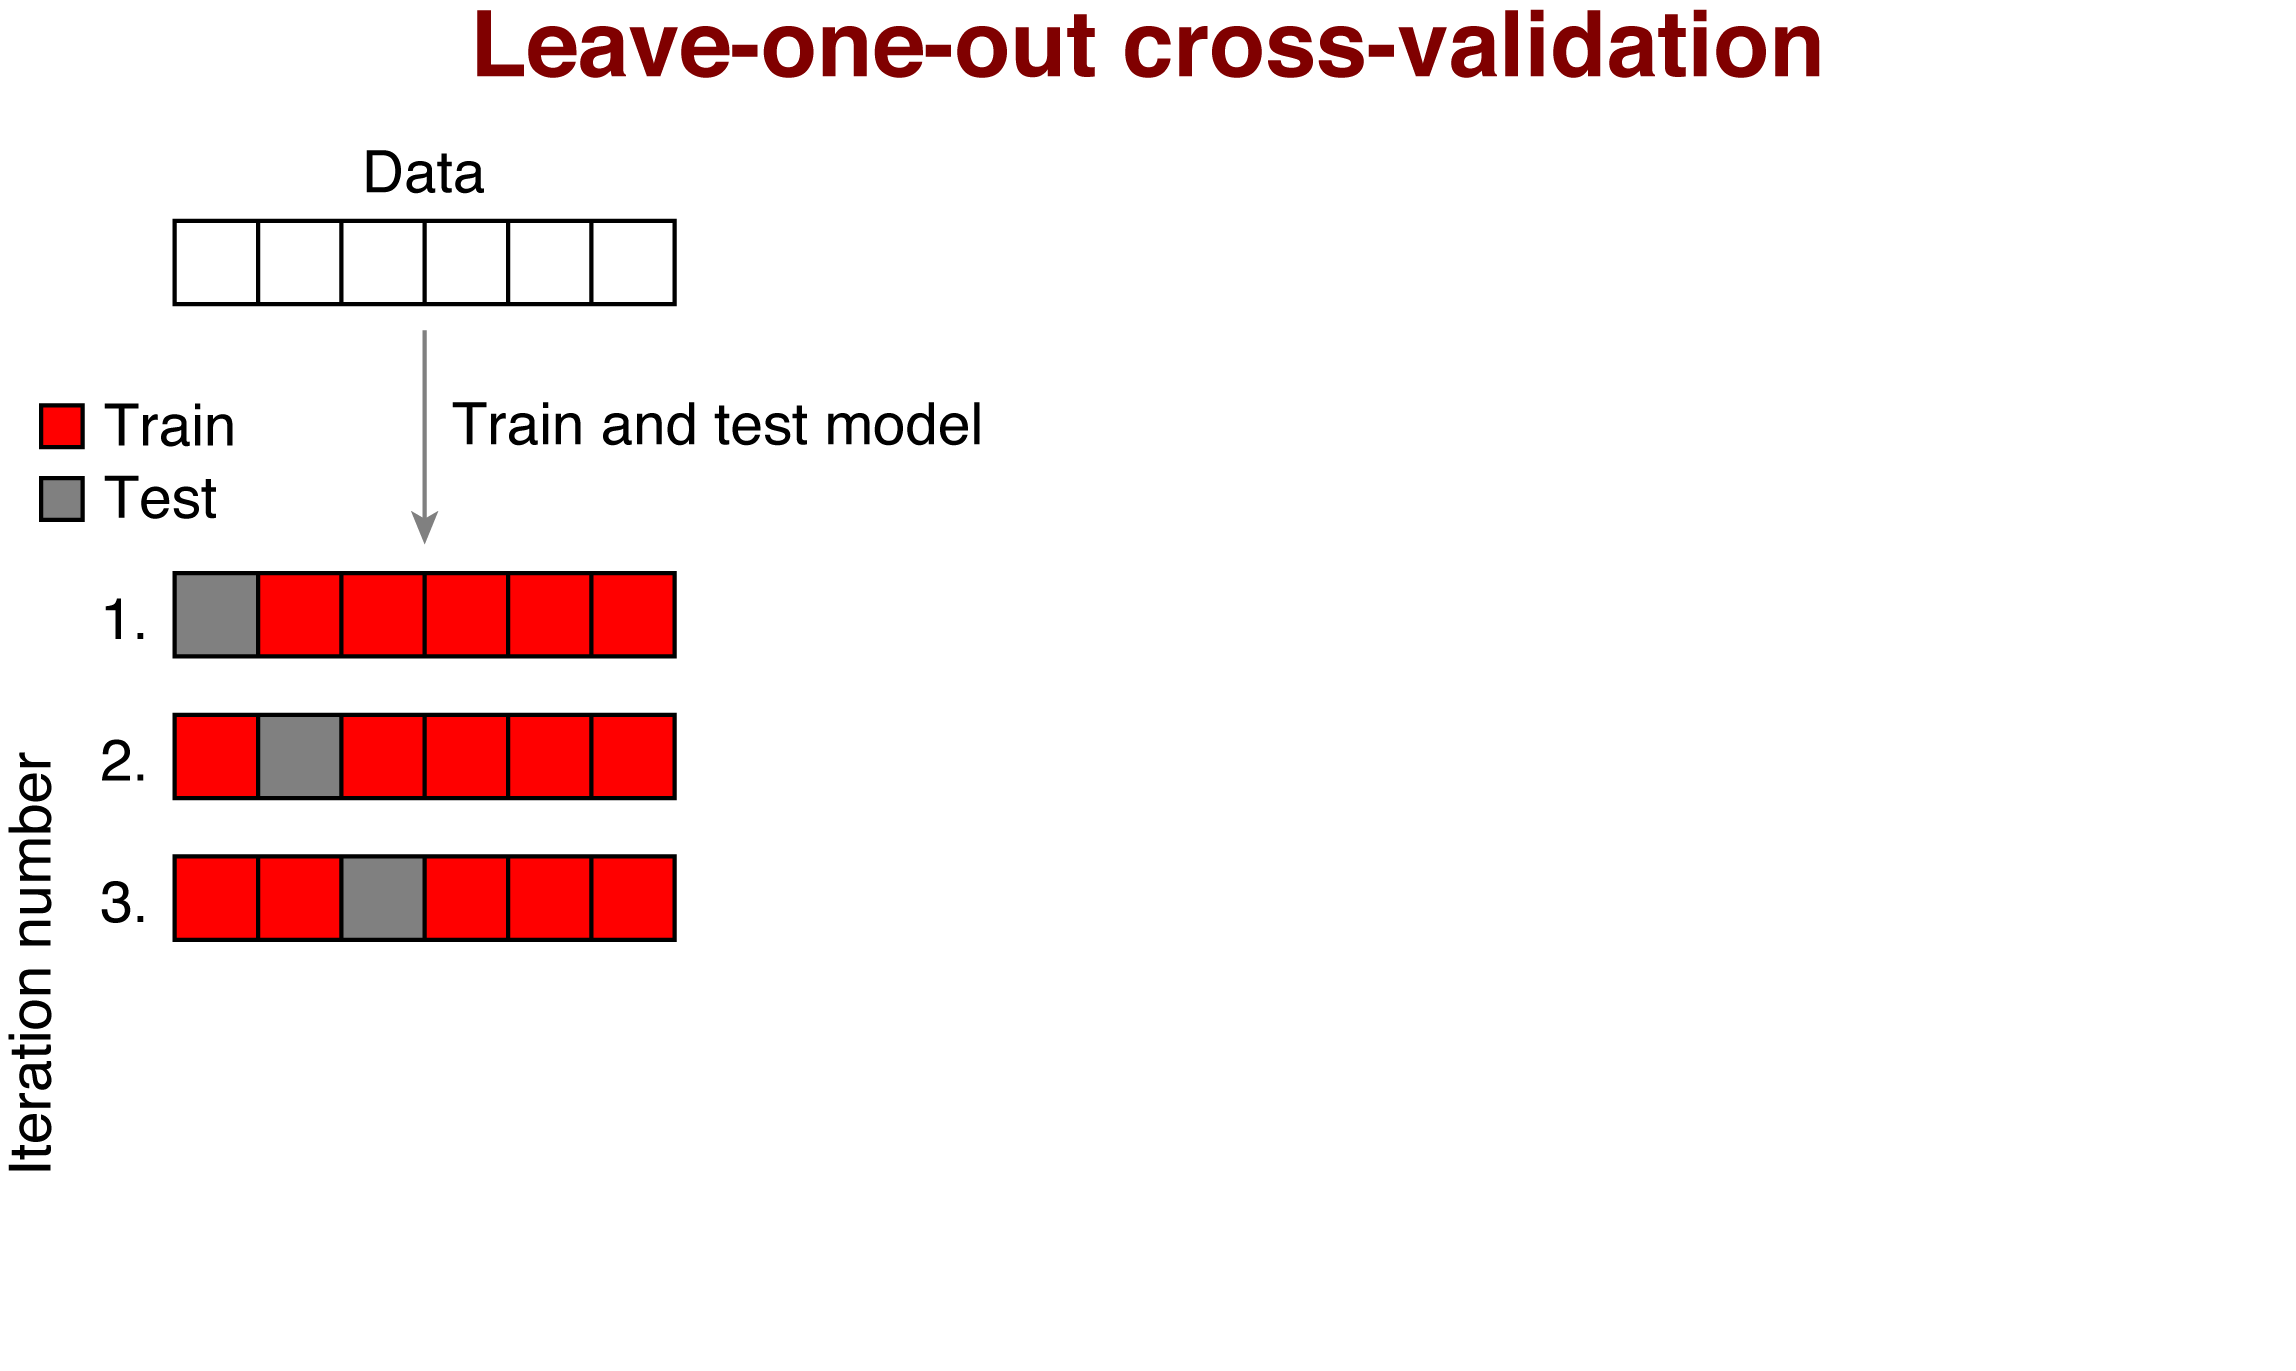 Leave-one-out cross-validation
Data
Train
Test
Train and test model
Iteration number
1.
2.
3.